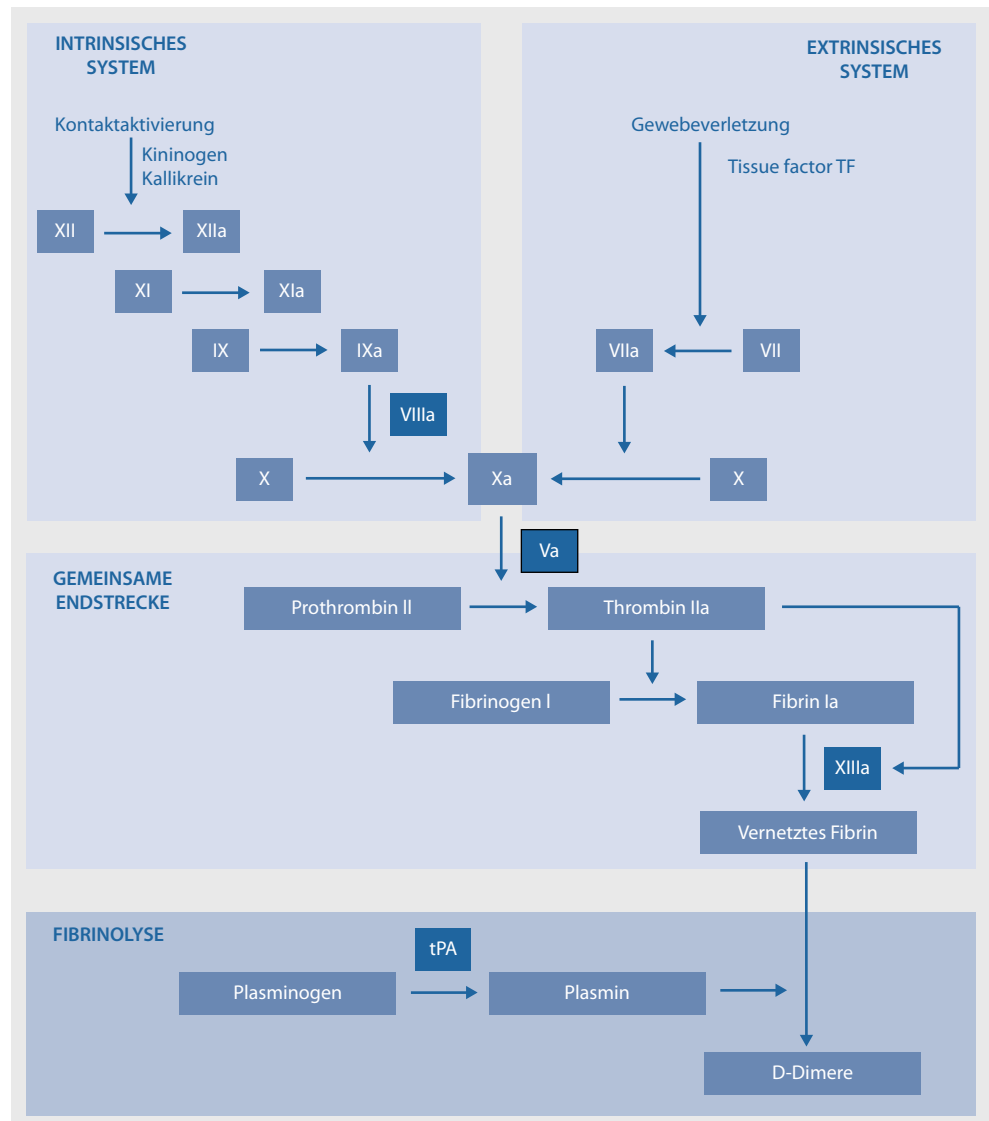 INTRINSISCHES
SYSTEM
Kontaktaktivierung
Kininogen
Kallikrein
XII
XIIa
XI
XIa
IX
IXa
VIIIa
X
EXTRINSISCHES
SYSTEM
Gewebeverletzung
Tissue factor TF
VIIa
VII
Xa
X
Va
GEMEINSAME
ENDSTRECKE
Prothrombin II
Thrombin IIa
Fibrinogen I
Fibrin Ia
XIIIa
Vernetztes Fibrin
FIBRINOLYSE
tPA
Plasminogen
Plasmin
D-Dimere